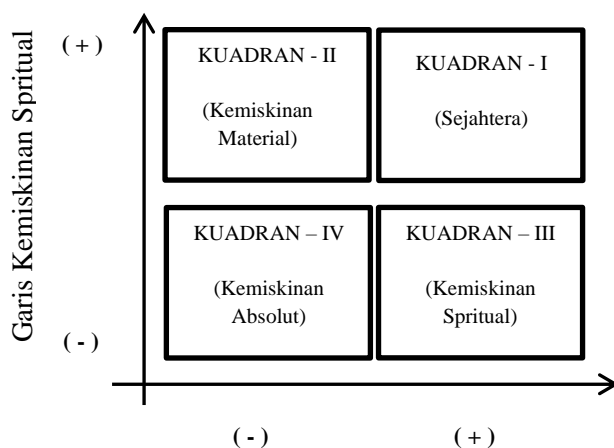 Garis Kemiskinan Spritual
( + )
KUADRAN - II
(Kemiskinan
Material)
KUADRAN - I
(Sejahtera)
KUADRAN – IV
(Kemiskinan
Absolut)
KUADRAN – III
(Kemiskinan
Spritual)
( - )
( - )
( + )